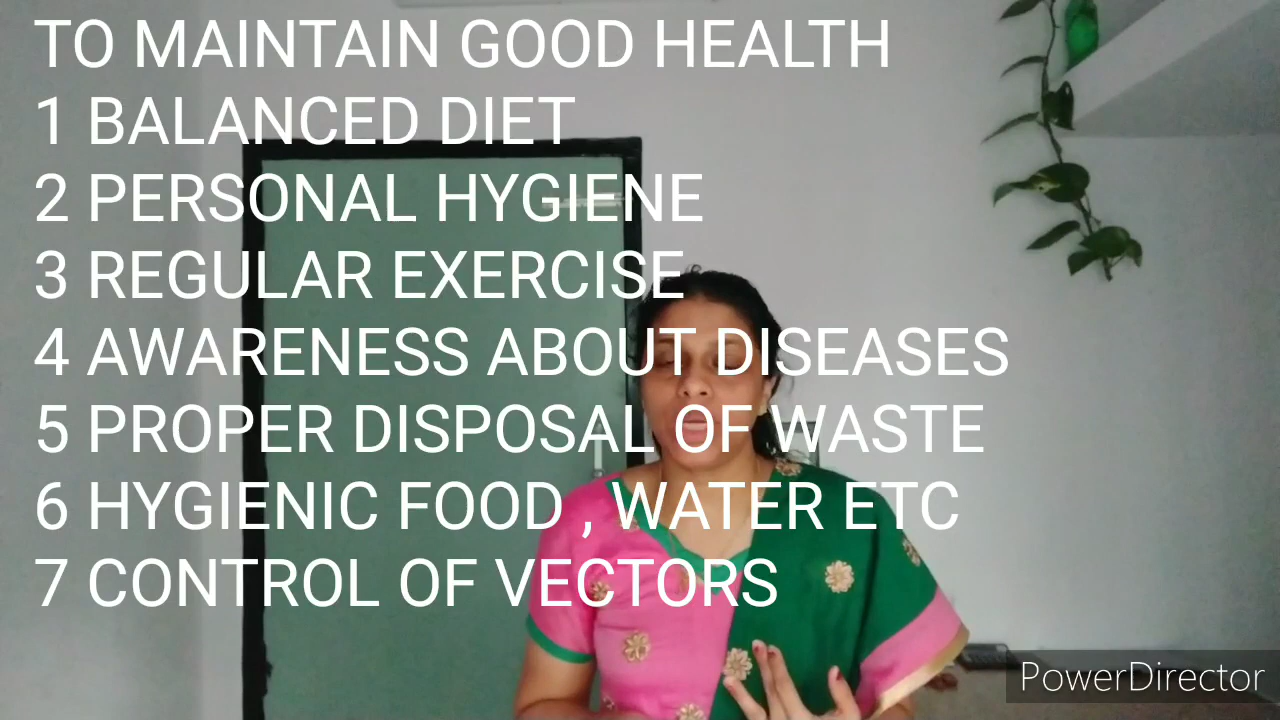 TO MAINTAIN GOOD HEALTH
1 BALANCED DIET
2 PERSONAL HYGIENE
3 REGULAR EXERCISE
4 AWARENESS ABOUT DISEASES
5 PROPER DISPOSAL OF WASTE
6 HYGIENIC FOOD , WATER ETC
7 CONTROL OF VECTORS
PowerDirector